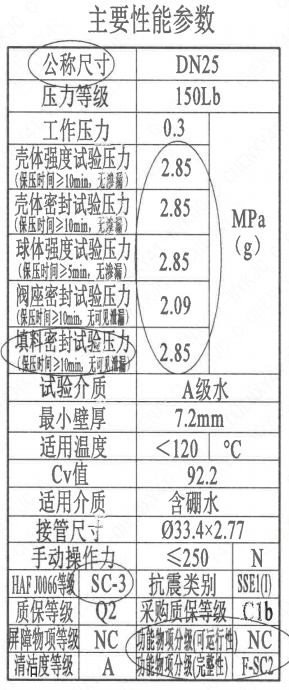 主要性能参数
公称尺寸 DN25
压力等级 150Lb
工作压力 0.3
壳体强度试验压力 2.85
(保压时间≥10min, 无渗漏)
壳体密封试验压力 2.85
(保压时间≥10min, 无渗漏)
MPa
(g)
球体强度试验压力 2.85
(保压时间≥5min, 无渗漏)
阀座密封试验压力 2.09
(保压时间≥10min, 无可见泄漏)
填料密封试验压力 2.85
(保压时间≥10min, 无可见泄漏)
试验介质 A级水
最小壁厚 7.2mm
适用温度 <120 ℃
Cv值 92.2
适用介质 含硼水
接管尺寸 Ø33.4×2.77
手动操作力 ≤250 N
HAF J0066等级 SC-3 抗震类别 SSE1(I)
质保等级 Q2 采购质保等级 C1b
屏障物项等级 NC 功能物项分级(可运行性) NC
清洁度等级 A 功能物项分级(完整性) F-SC2